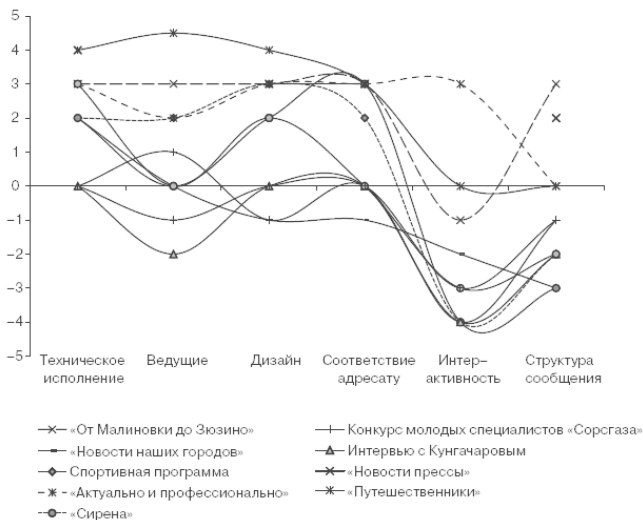 5
4
3
2
1
0
−1
−2
−3
−4
−5
Техническое исполнение
Ведущие
Дизайн
Соответствие адресату
Интер-активность
Структура сообщения
«От Малиновки до Зюзино»
«Новости наших городов»
Спортивная программа
«Актуально и профессионально»
«Сирена»
Конкурс молодых специалистов «Сорсгаза»
Интервью с Кунгачаровым
«Новости прессы»
«Путешественники»